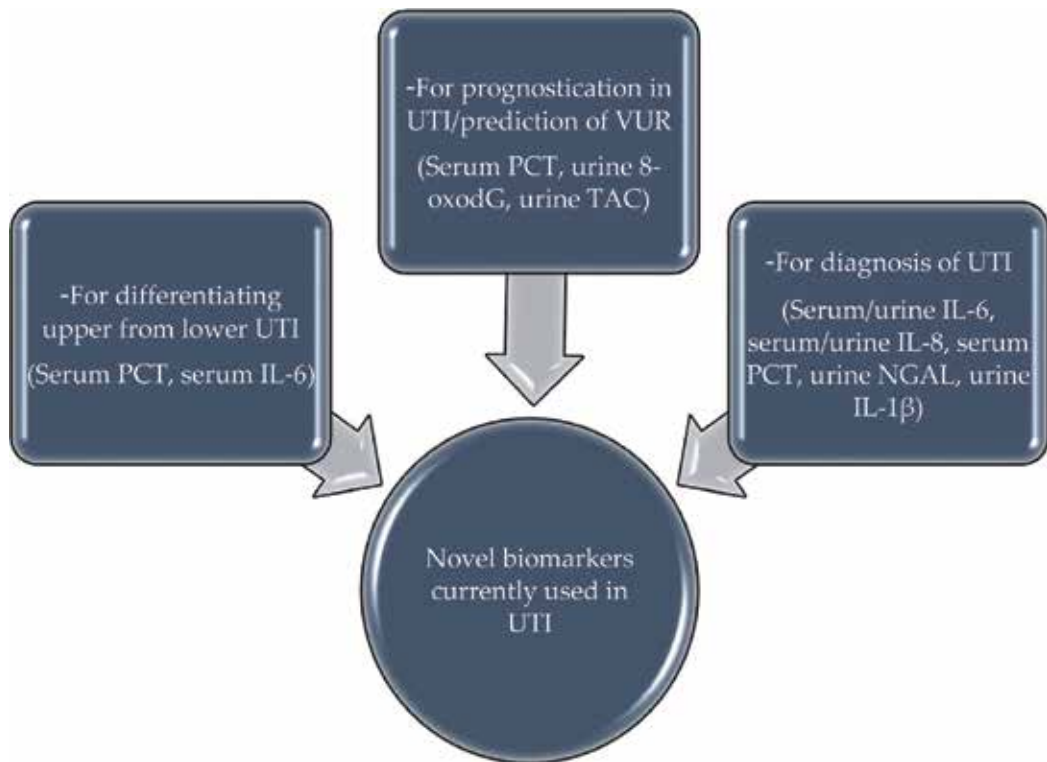 -For differentiating
upper from lower UTI
(Serum PCT, serum IL-6)
-For prognostication in
UTI/prediction of VUR
(Serum PCT, urine 8-
oxodG, urine TAC)
-For diagnosis of UTI
(Serum/urine IL-6,
serum/urine IL-8, serum
PCT, urine NGAL, urine
IL-1β)
Novel biomarkers
currently used in
UTI